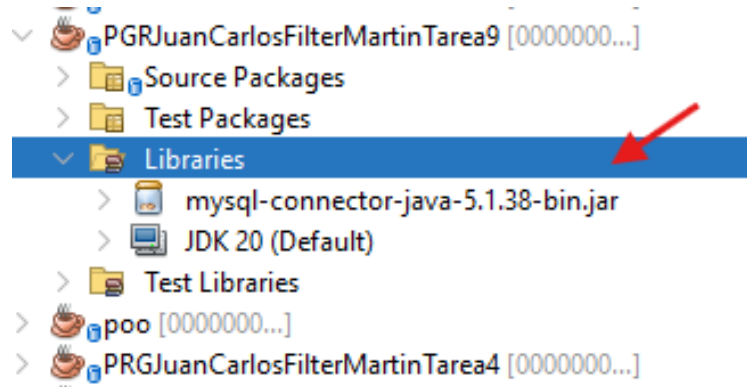 PGRJuanCarlosFilterMartinTarea9 [0000000...]
Source Packages
Test Packages
Libraries
mysql-connector-java-5.1.38-bin.jar
JDK 20 (Default)
Test Libraries
poo [0000000...]
PRGJuanCarlosFilterMartinTarea4 [0000000...]